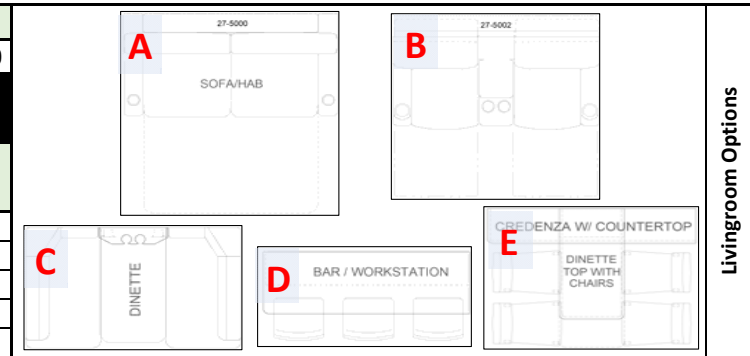 27-5000
A
SOFA/HAB
27-5002
B
C
DINETTE
D
BAR / WORKSTATION
CREDENZA W/ COUNTERTOP
E
DINETTE
TOP WITH
CHAIRS
Livingroom Options